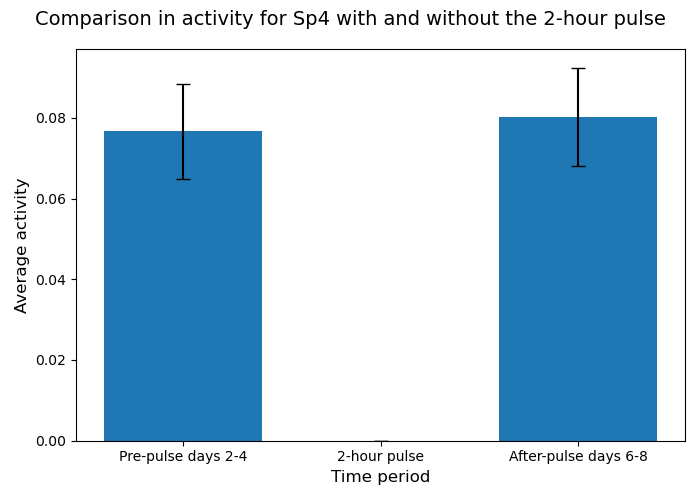 Comparison in activity for Sp4 with and without the 2-hour pulse
Average activity
0.08
0.06
0.04
0.02
0.00
Pre-pulse days 2-4
2-hour pulse
After-pulse days 6-8
Time period